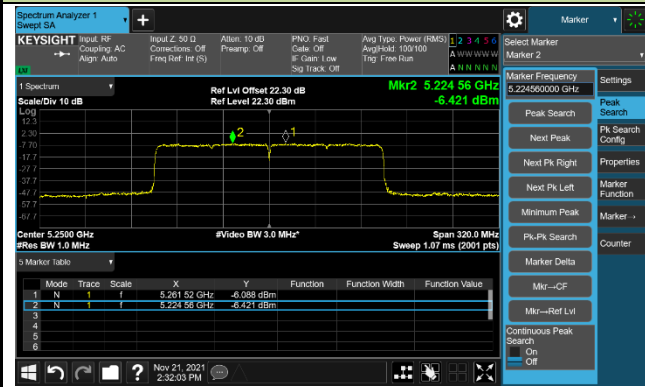 Spectrum Analyzer 1
Swept SA
+
Marker
KEYSIGHT
Input: RF
Coupling: AC
Align: Auto
Input Z: 50 Ω
Corrections: Off
Freq Ref: Int (S)
Atten: 10 dB
Preamp: Off
PNO: Fast
Gate: Off
IF Gain: Low
Sig Track: Off
Avg Type: Power (RMS)
Avg|Hold: 100/100
Trig: Free Run
1 2 3 4 5 6
A W W W W W
A N N N N N
LXI
Select Marker
Marker 2
1 Spectrum
Scale/Div 10 dB
Ref Lvl Offset 22.30 dB
Ref Level 22.30 dBm
Mkr2 5.224 56 GHz
-6.421 dBm
Log
12.3
2.30
-7.70
-17.7
-27.7
-37.7
-47.7
-57.7
-67.7
2
1
Center 5.2500 GHz
#Res BW 1.0 MHz
#Video BW 3.0 MHz*
Span 320.0 MHz
Sweep 1.07 ms (2001 pts)
5 Marker Table
Mode Trace Scale X Y Function Function Width Function Value
1 N 1 f 5.261 52 GHz -6.088 dBm
2 N 1 f 5.224 56 GHz -6.421 dBm
3
4
5
6
Marker Frequency
5.224560000 GHz
Peak Search
Next Peak
Next Pk Right
Next Pk Left
Minimum Peak
Pk-Pk Search
Marker Delta
Mkr→CF
Mkr→Ref Lvl
Continuous Peak
Search
On
Off
Settings
Peak
Search
Pk Search
Config
Properties
Marker
Function
Marker→
Counter
?
Nov 21, 2021
2:32:03 PM